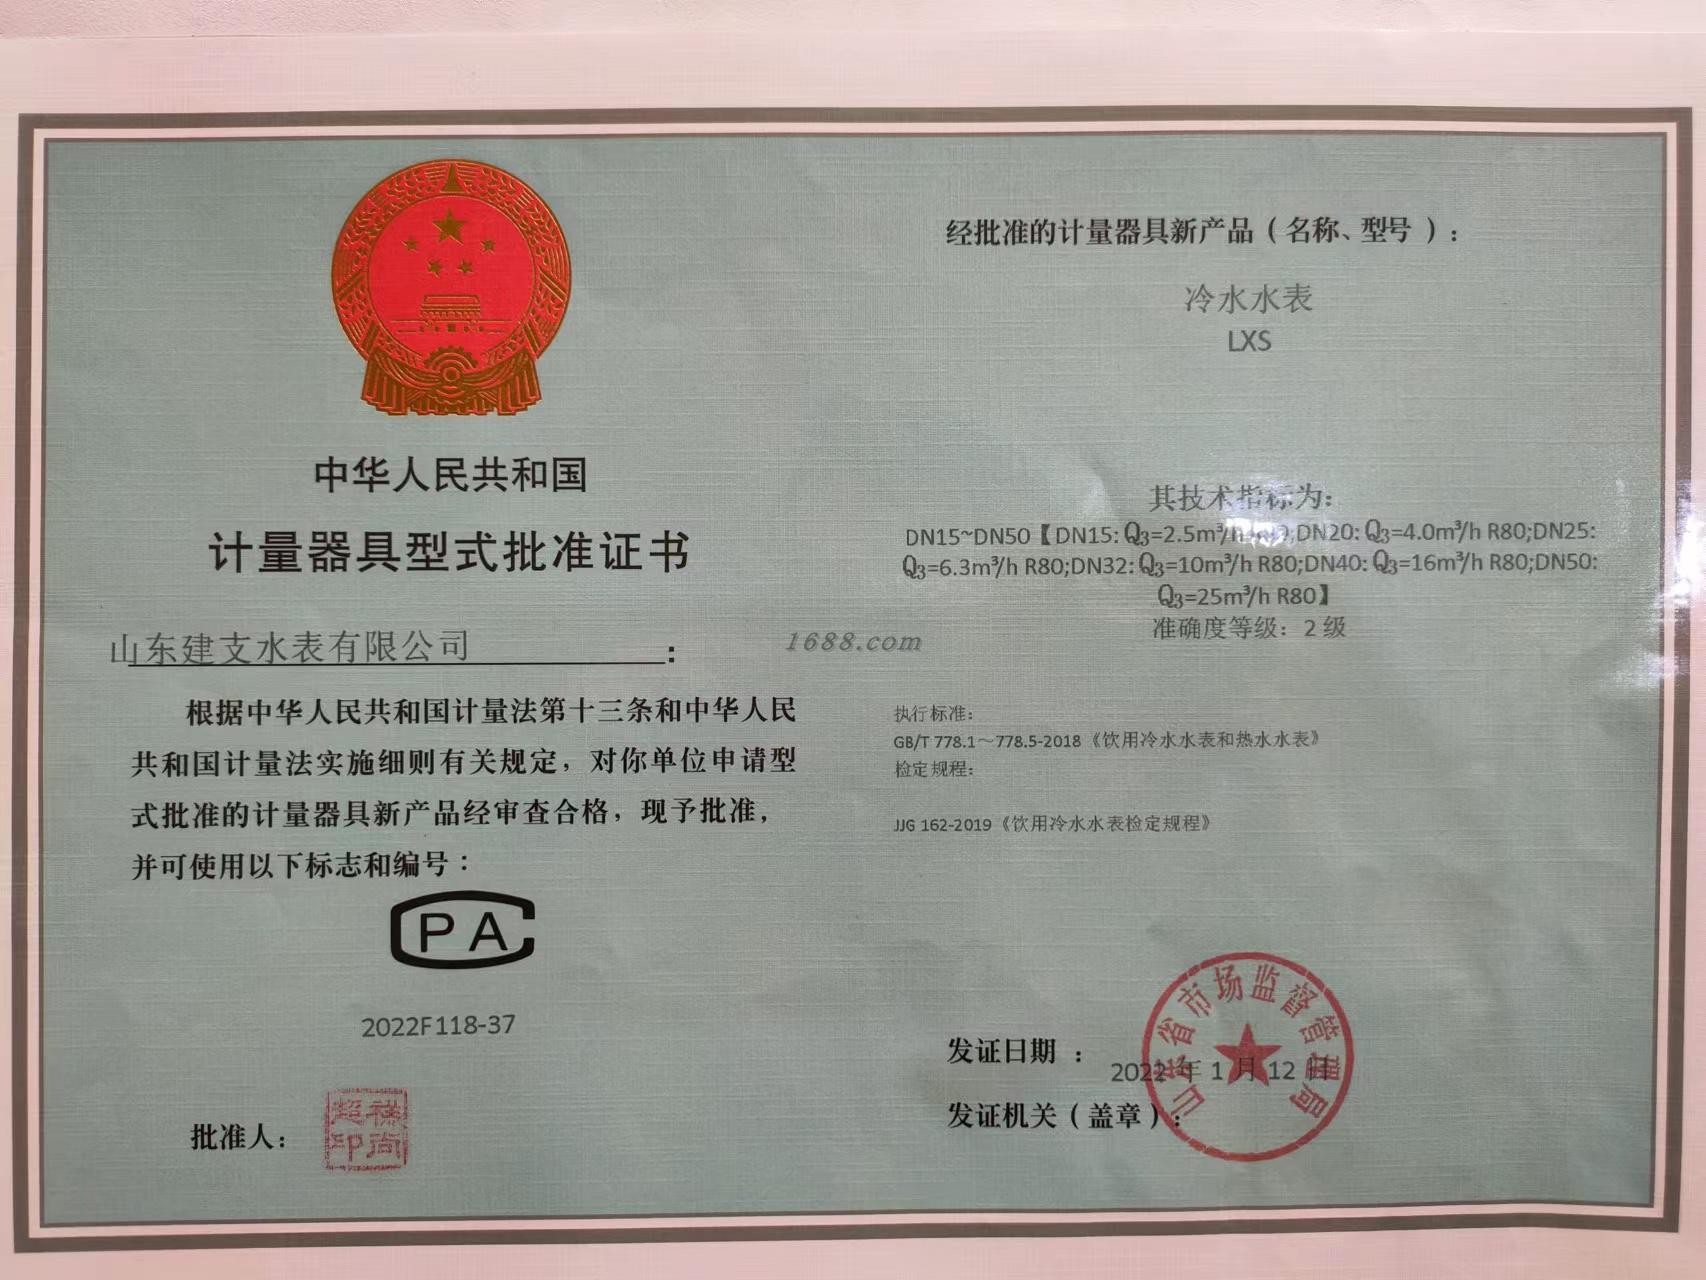 中华人民共和国
计量器具型式批准证书
山东建支水表有限公司：
根据中华人民共和国计量法第十三条和中华人民
共和国计量法实施细则有关规定，对你单位申请型
式批准的计量器具新产品经审查合格，现予批准，
并可使用以下标志和编号：
CPA
2022F118-37
批准人：
经批准的计量器具新产品（名称、型号）：
冷水水表
LXS
其技术指标为：
DN15~DN50【DN15: Q3=2.5m³/h ;DN20: Q3=4.0m³/h R80;DN25:
Q3=6.3m³/h R80;DN32: Q3=10m³/h R80;DN40: Q3=16m³/h R80;DN50:
Q3=25m³/h R80】
准确度等级：2 级
1688.com
执行标准：
GB/T 778.1～778.5-2018《饮用冷水水表和热水水表》
检定规程：
JJG 162-2019《饮用冷水水表检定规程》
发证日期：
2022 年 1 月 12 日
发证机关（盖章）：
山东省市场监督管理局